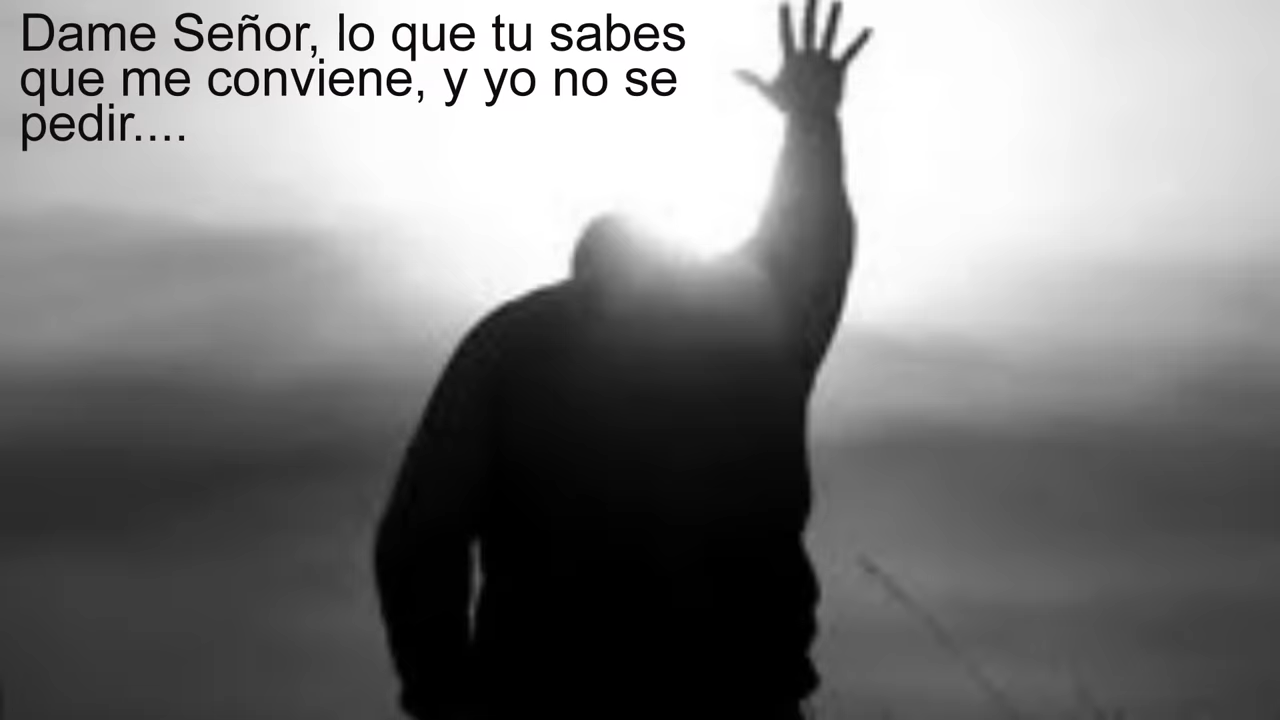 Dame Señor, lo que tu sabes
que me conviene, y yo no se
pedir....